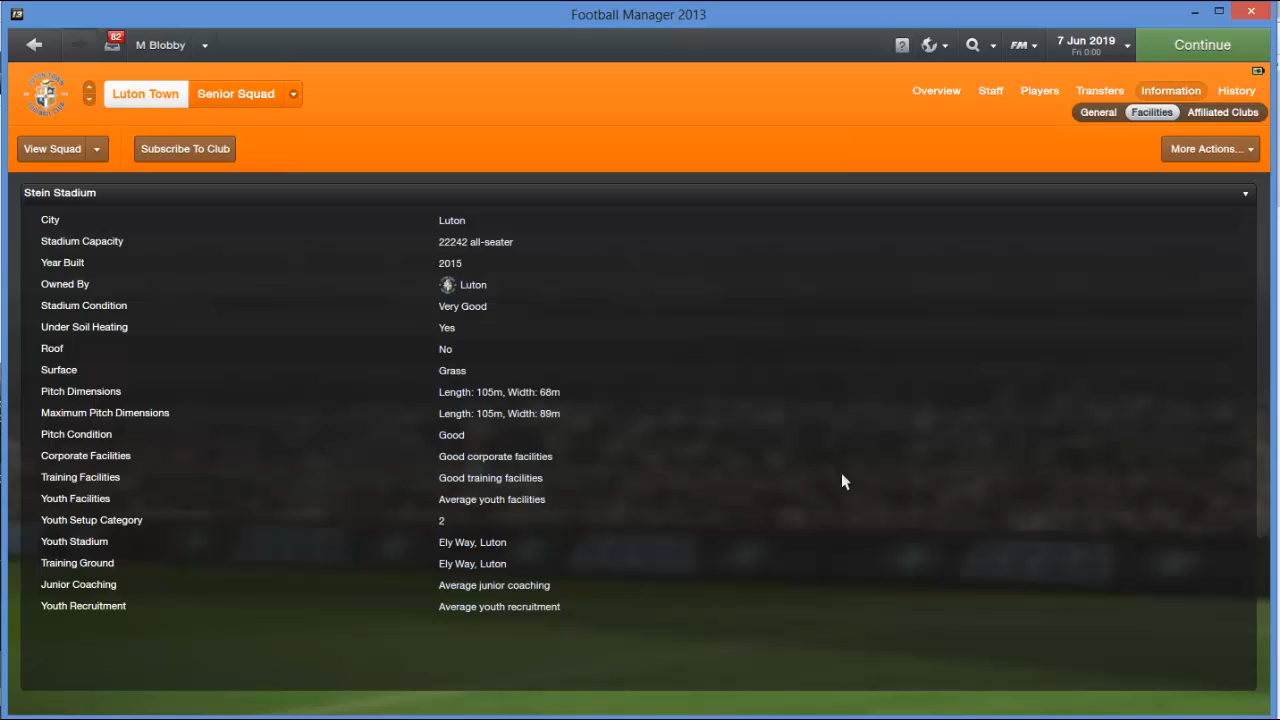 Football Manager 2013
82
M Blobby
FM
7 Jun 2019
Fri 0:00
Continue
Luton Town
Senior Squad
Overview
Staff
Players
Transfers
Information
History
General
Facilities
Affiliated Clubs
View Squad
Subscribe To Club
More Actions...
Stein Stadium
City Luton
Stadium Capacity 22242 all-seater
Year Built 2015
Owned By Luton
Stadium Condition Very Good
Under Soil Heating Yes
Roof No
Surface Grass
Pitch Dimensions Length: 105m, Width: 68m
Maximum Pitch Dimensions Length: 105m, Width: 89m
Pitch Condition Good
Corporate Facilities Good corporate facilities
Training Facilities Good training facilities
Youth Facilities Average youth facilities
Youth Setup Category 2
Youth Stadium Ely Way, Luton
Training Ground Ely Way, Luton
Junior Coaching Average junior coaching
Youth Recruitment Average youth recruitment